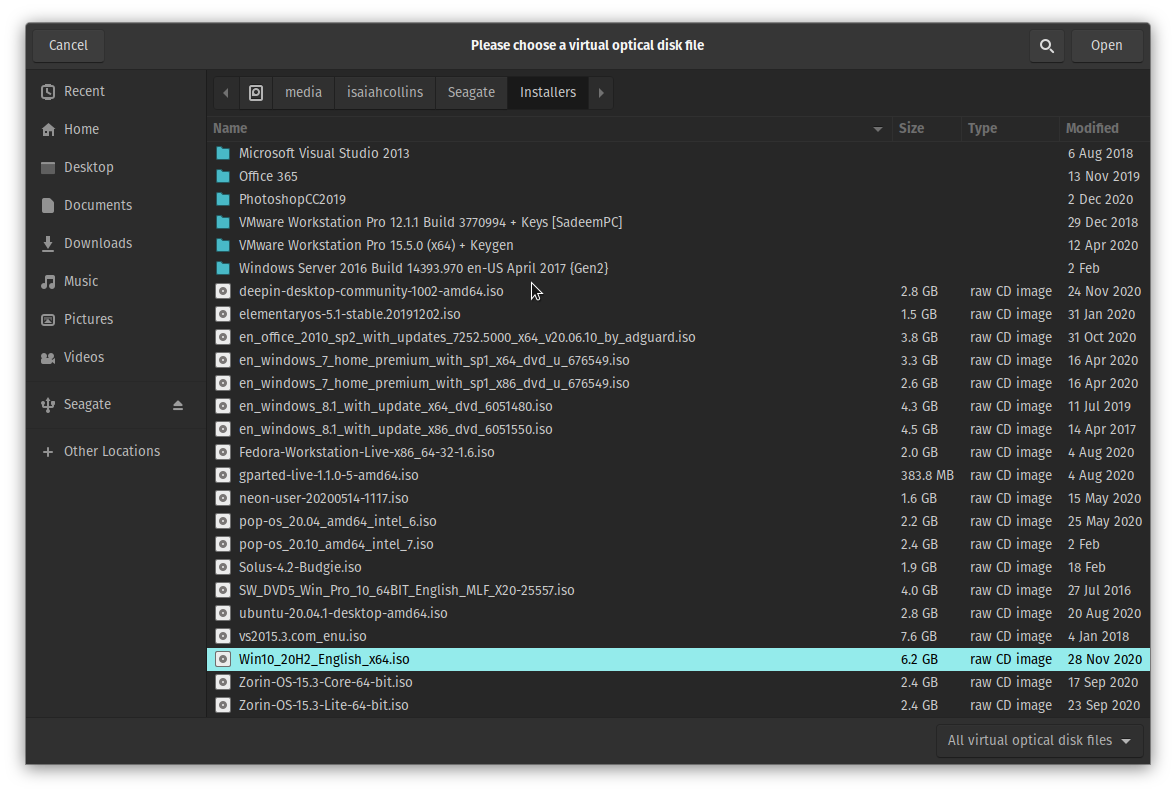 Cancel Please choose a virtual optical disk file Open
Recent
Home
Desktop
Documents
Downloads
Music
Pictures
Videos
Seagate
Other Locations
media isaiahcollins Seagate Installers
Name Size Type Modified
Microsoft Visual Studio 2013 6 Aug 2018
Office 365 13 Nov 2019
PhotoshopCC2019 2 Dec 2020
VMware Workstation Pro 12.1.1 Build 3770994 + Keys [SadeemPC] 29 Dec 2018
VMware Workstation Pro 15.5.0 (x64) + Keygen 12 Apr 2020
Windows Server 2016 Build 14393.970 en-US April 2017 {Gen2} 2 Feb
deepin-desktop-community-1002-amd64.iso 2.8 GB raw CD image 24 Nov 2020
elementaryos-5.1-stable.20191202.iso 1.5 GB raw CD image 31 Jan 2020
en_office_2010_sp2_with_updates_7252.5000_x64_v20.06.10_by_adguard.iso 3.8 GB raw CD image 31 Oct 2020
en_windows_7_home_premium_with_sp1_x64_dvd_u_676549.iso 3.3 GB raw CD image 16 Apr 2020
en_windows_7_home_premium_with_sp1_x86_dvd_u_676549.iso 2.6 GB raw CD image 16 Apr 2020
en_windows_8.1_with_update_x64_dvd_6051480.iso 4.3 GB raw CD image 11 Jul 2019
en_windows_8.1_with_update_x86_dvd_6051550.iso 4.5 GB raw CD image 14 Apr 2017
Fedora-Workstation-Live-x86_64-32-1.6.iso 2.0 GB raw CD image 4 Aug 2020
gparted-live-1.1.0-5-amd64.iso 383.8 MB raw CD image 4 Aug 2020
neon-user-20200514-1117.iso 1.6 GB raw CD image 15 May 2020
pop-os_20.04_amd64_intel_6.iso 2.2 GB raw CD image 25 May 2020
pop-os_20.10_amd64_intel_7.iso 2.4 GB raw CD image 2 Feb
Solus-4.2-Budgie.iso 1.9 GB raw CD image 18 Feb
SW_DVD5_Win_Pro_10_64BIT_English_MLF_X20-25557.iso 4.0 GB raw CD image 27 Jul 2016
ubuntu-20.04.1-desktop-amd64.iso 2.8 GB raw CD image 20 Aug 2020
vs2015.3.com_enu.iso 7.6 GB raw CD image 4 Jan 2018
Win10_20H2_English_x64.iso 6.2 GB raw CD image 28 Nov 2020
Zorin-OS-15.3-Core-64-bit.iso 2.4 GB raw CD image 17 Sep 2020
Zorin-OS-15.3-Lite-64-bit.iso 2.4 GB raw CD image 23 Sep 2020
All virtual optical disk files